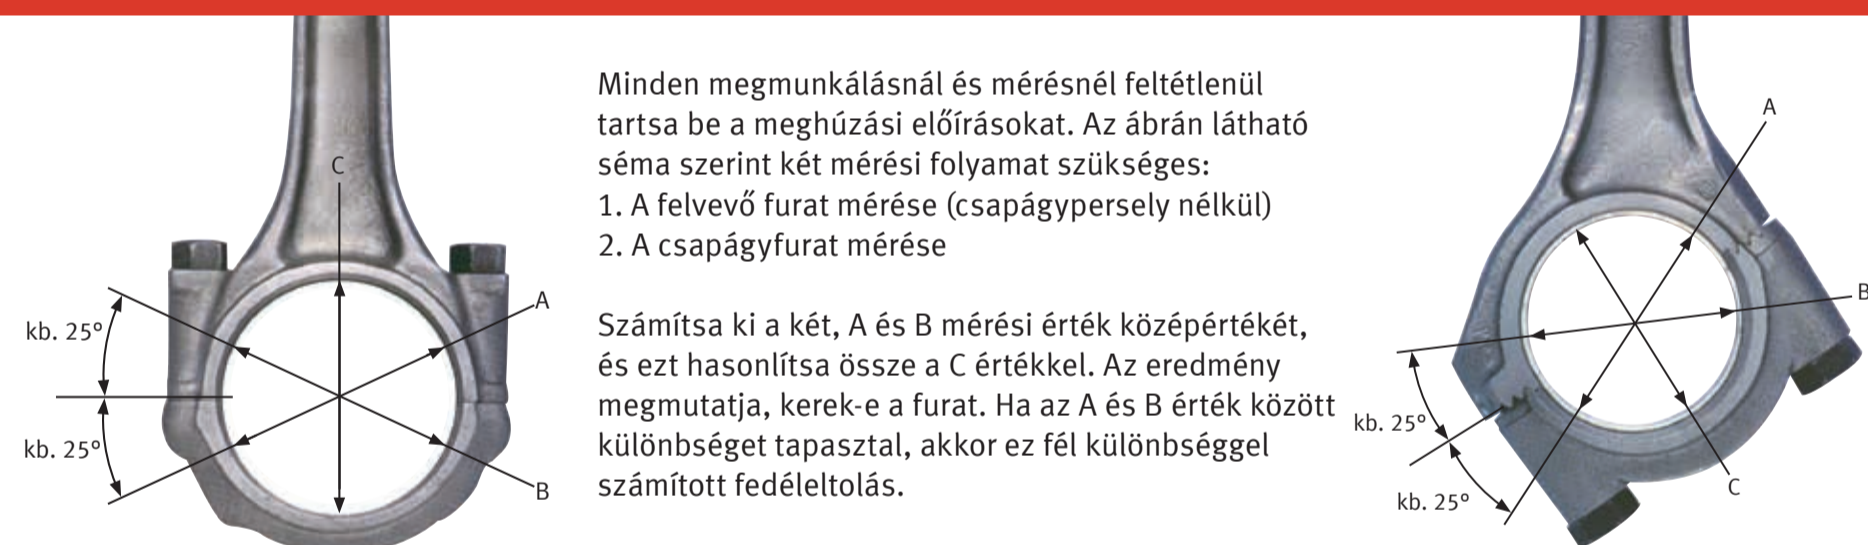 C
A
B
kb. 25°
kb. 25°
Minden megmunkálásnál és mérésnél feltétlenül
tartsa be a meghúzási előírásokat. Az ábrán látható
séma szerint két mérési folyamat szükséges:
1. A felvevő furat mérése (csapágypersely nélkül)
2. A csapágyfurat mérése
Számítsa ki a két, A és B mérési érték középértékét,
és ezt hasonlítsa össze a C értékkel. Az eredmény
megmutatja, kerek-e a furat. Ha az A és B érték között
különbséget tapasztal, akkor ez fél különbséggel
számított fedéleltolás.
A
B
kb. 25°
kb. 25°
C